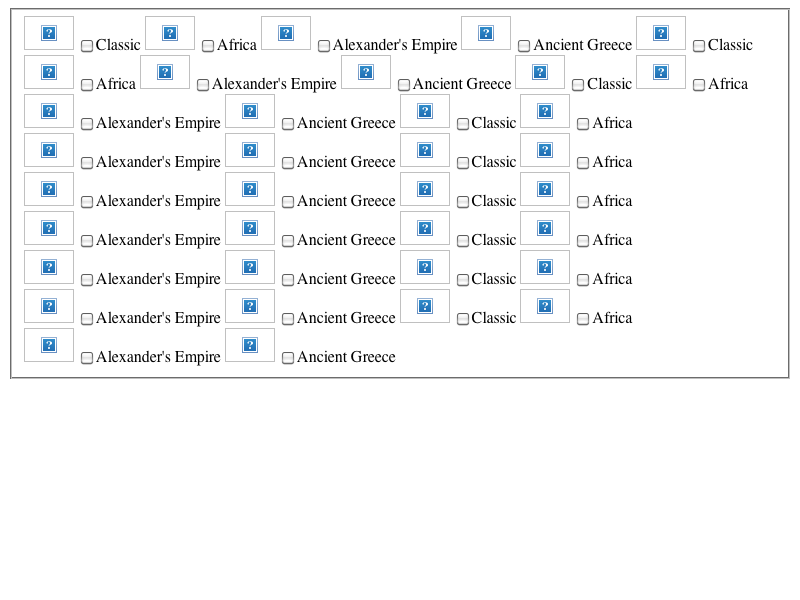 Classic Africa Alexander's Empire Ancient Greece Classic
Africa Alexander's Empire Ancient Greece Classic Africa
Alexander's Empire Ancient Greece Classic Africa
Alexander's Empire Ancient Greece Classic Africa
Alexander's Empire Ancient Greece Classic Africa
Alexander's Empire Ancient Greece Classic Africa
Alexander's Empire Ancient Greece Classic Africa
Alexander's Empire Ancient Greece Classic Africa
Alexander's Empire Ancient Greece